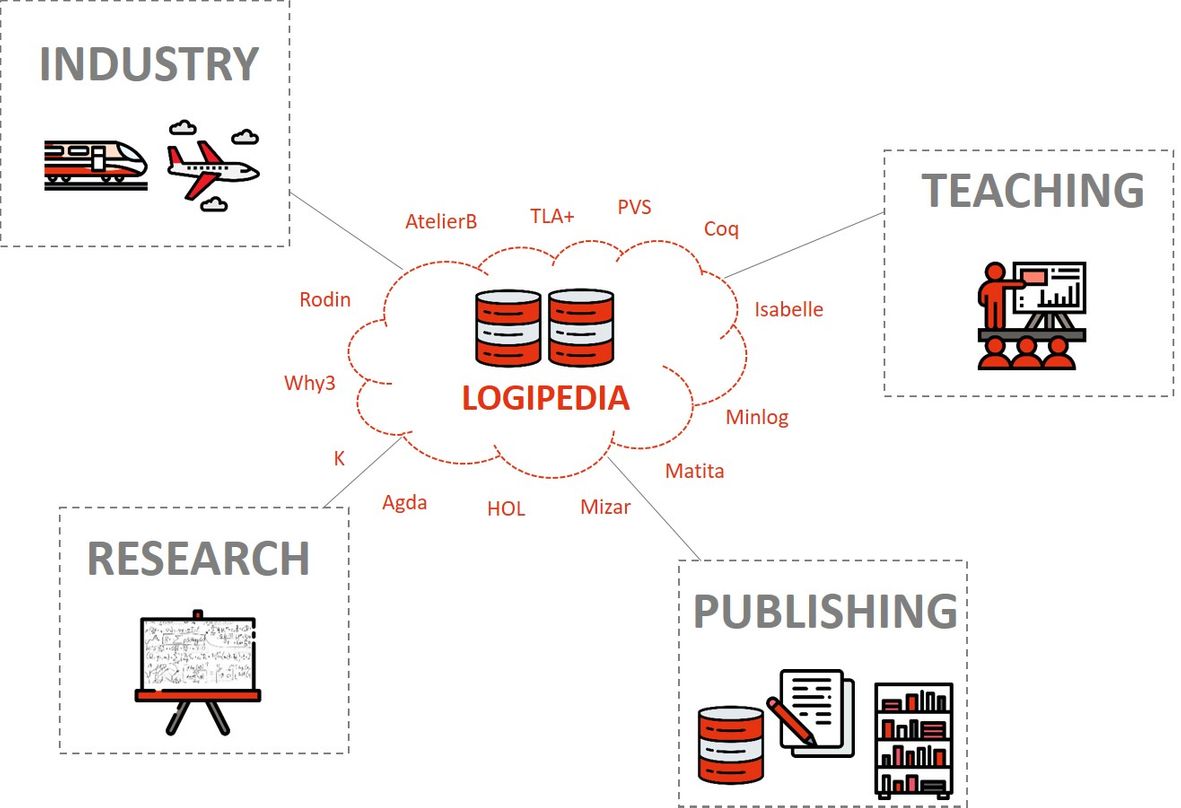 INDUSTRY
TEACHING
AtelierB
TLA+
PVS
Coq
Rodin
Isabelle
Why3
LOGIPEDIA
Minlog
K
Matita
Agda
HOL
Mizar
RESEARCH
PUBLISHING